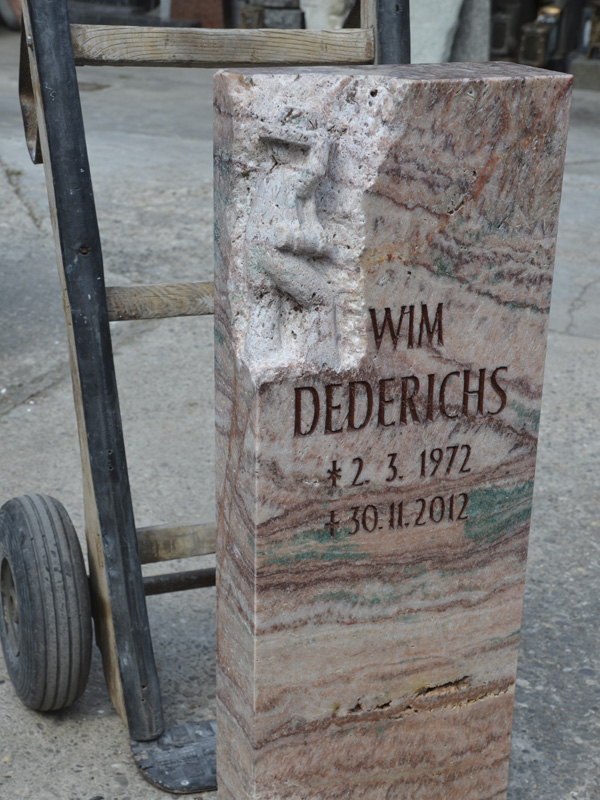 WIM
DEDERICHS
* 2. 3. 1972
† 30.11.2012